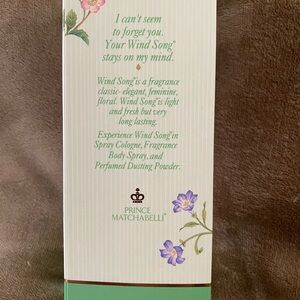 I can't seem
to forget you.
Your Wind Song®
stays on my mind.
Wind Song® is a fragrance
classic- elegant, feminine,
floral. Wind Song® is light
and fresh but very
long lasting.
Experience Wind Song® in
Spray Cologne, Fragrance
Body Spray, and
Perfumed Dusting Powder.
PRINCE
MATCHABELLI®